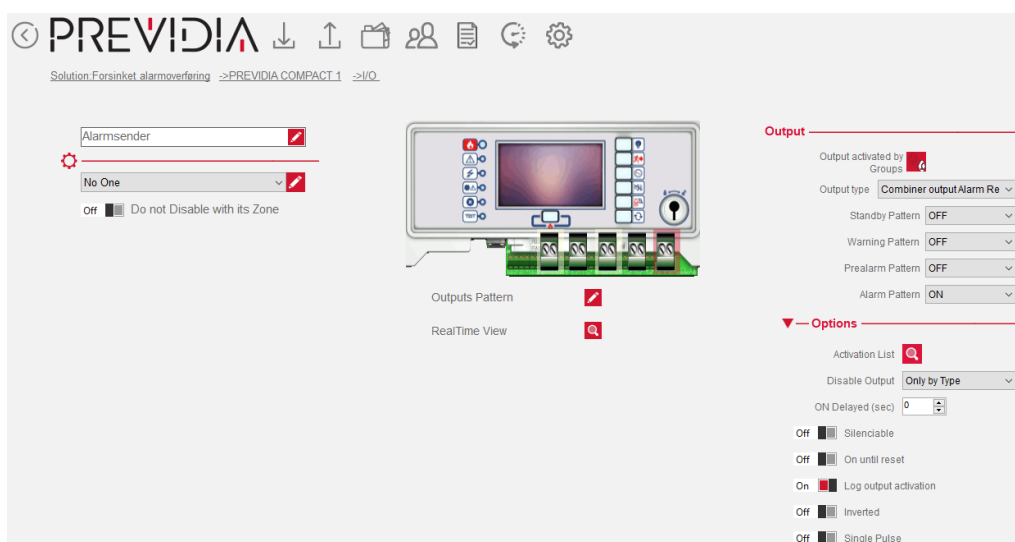 PREVIDIA
Solution:Forsinket alarmoverføring ->PREVIDIA COMPACT 1 ->I/O
Alarmsender
No One
Off Do not Disable with its Zone
TEST
Outputs Pattern
RealTime View
Output
Output activated by
Groups
Output type Combiner outputAlarm Re
Standby Pattern OFF
Warning Pattern OFF
Prealarm Pattern OFF
Alarm Pattern ON
Options
Activation List
Disable Output Only by Type
ON Delayed (sec) 0
Off Silenciable
Off On until reset
On Log output activation
Off Inverted
Off Single Pulse